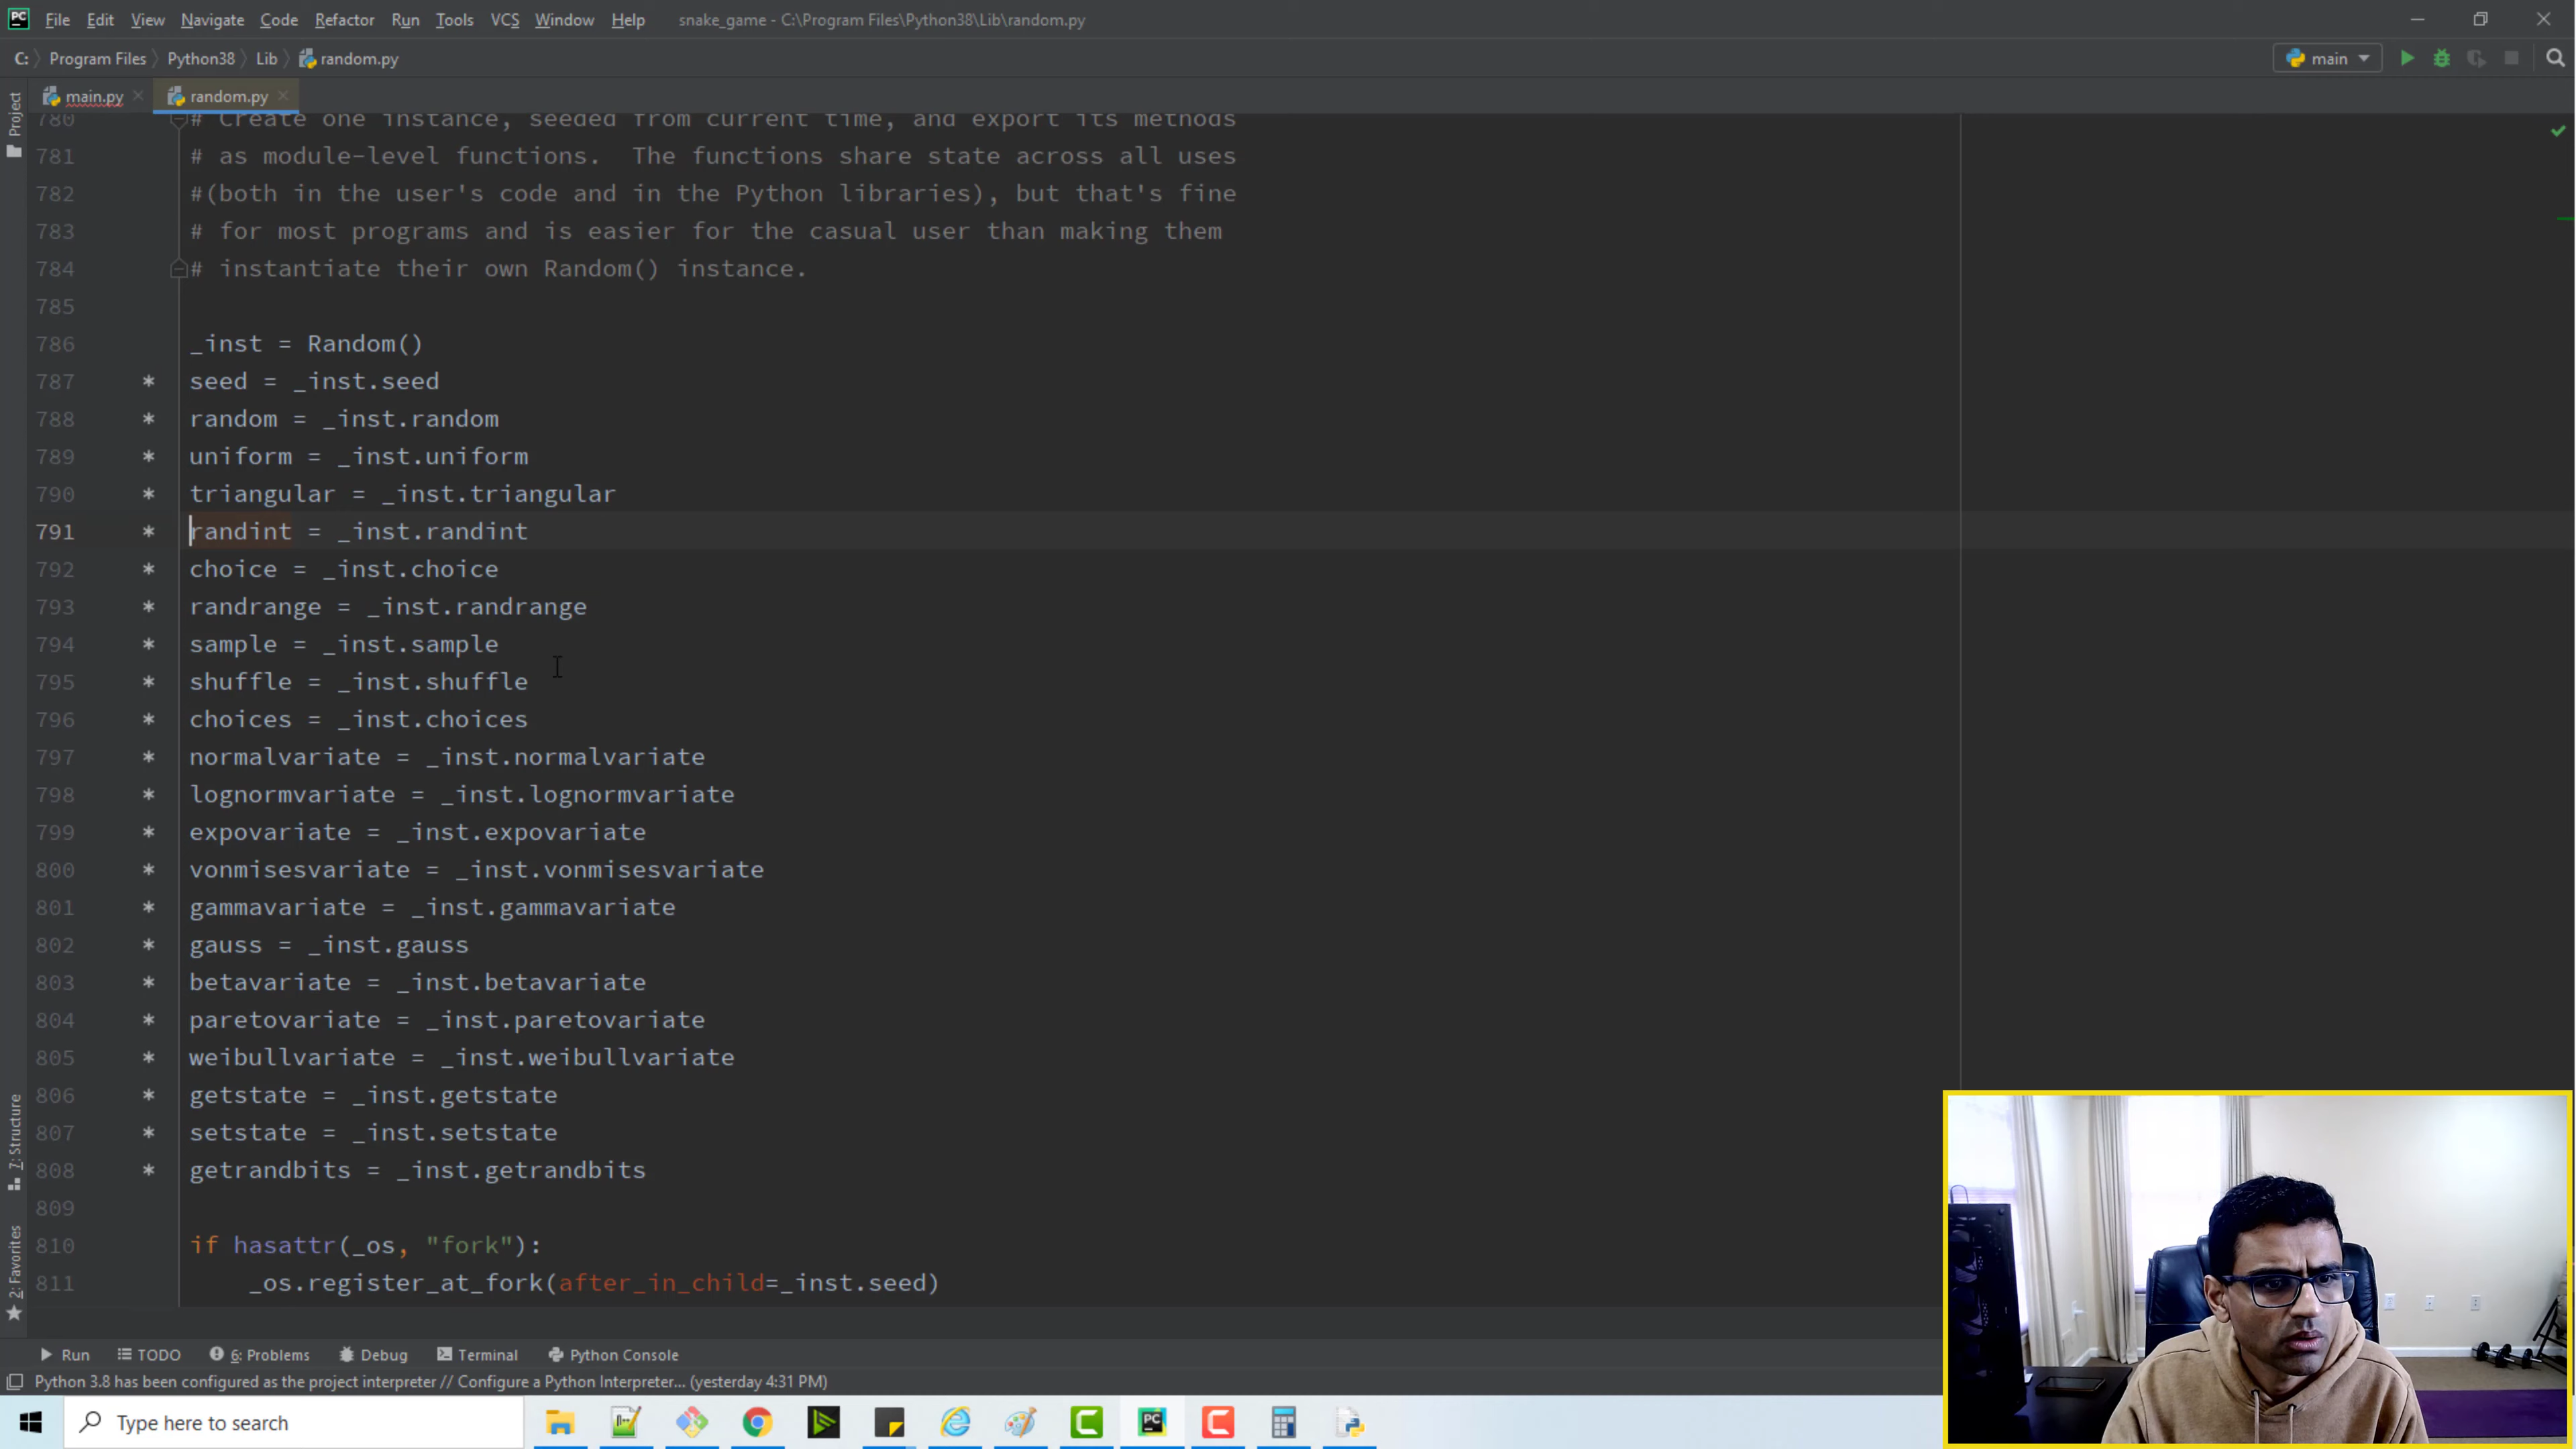 PC File Edit View Navigate Code Refactor Run Tools VCS Window Help snake_game - C:\Program Files\Python38\Lib\random.py
C: Program Files Python38 Lib random.py main
main.py random.py
Project
780 # Create one instance, seeded from current time, and export its methods
781 # as module-level functions.  The functions share state across all uses
782 #(both in the user's code and in the Python libraries), but that's fine
783 # for most programs and is easier for the casual user than making them
784 # instantiate their own Random() instance.
785
786 _inst = Random()
787 * seed = _inst.seed
788 * random = _inst.random
789 * uniform = _inst.uniform
790 * triangular = _inst.triangular
791 * randint = _inst.randint
792 * choice = _inst.choice
793 * randrange = _inst.randrange
794 * sample = _inst.sample
795 * shuffle = _inst.shuffle
796 * choices = _inst.choices
797 * normalvariate = _inst.normalvariate
798 * lognormvariate = _inst.lognormvariate
799 * expovariate = _inst.expovariate
800 * vonmisesvariate = _inst.vonmisesvariate
801 * gammavariate = _inst.gammavariate
802 * gauss = _inst.gauss
803 * betavariate = _inst.betavariate
804 * paretovariate = _inst.paretovariate
805 * weibullvariate = _inst.weibullvariate
806 * getstate = _inst.getstate
807 * setstate = _inst.setstate
808 * getrandbits = _inst.getrandbits
809
810 if hasattr(_os, "fork"):
811 _os.register_at_fork(after_in_child=_inst.seed)
7: Structure
2: Favorites
Run TODO 6: Problems Debug Terminal Python Console
Python 3.8 has been configured as the project interpreter // Configure a Python Interpreter... (yesterday 4:31 PM)
Type here to search